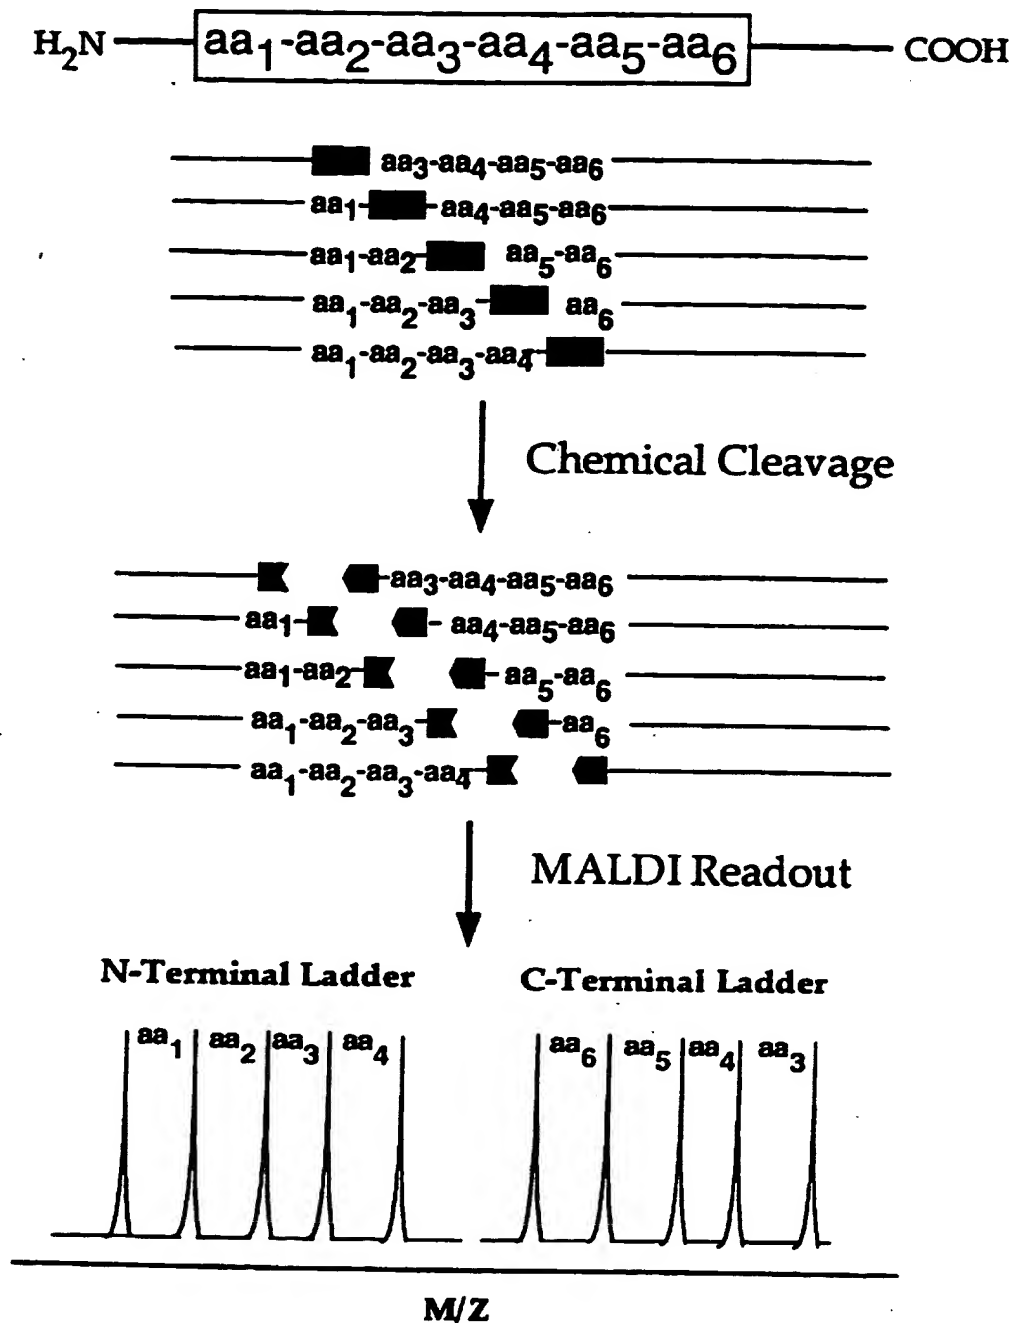 H₂N aa₁-aa₂-aa₃-aa₄-aa₅-aa₆ COOH
aa₃-aa₄-aa₅-aa₆
aa₁- -aa₄-aa₅-aa₆
aa₁-aa₂- aa₅-aa₆
aa₁-aa₂-aa₃- aa₆
aa₁-aa₂-aa₃-aa₄-
Chemical Cleavage
-aa₃-aa₄-aa₅-aa₆
aa₁- - aa₄-aa₅-aa₆
aa₁-aa₂- -aa₅-aa₆
aa₁-aa₂-aa₃- -aa₆
aa₁-aa₂-aa₃-aa₄-
MALDI Readout
N-Terminal Ladder C-Terminal Ladder
aa₁ aa₂ aa₃ aa₄ aa₆ aa₅ aa₄ aa₃
M/Z